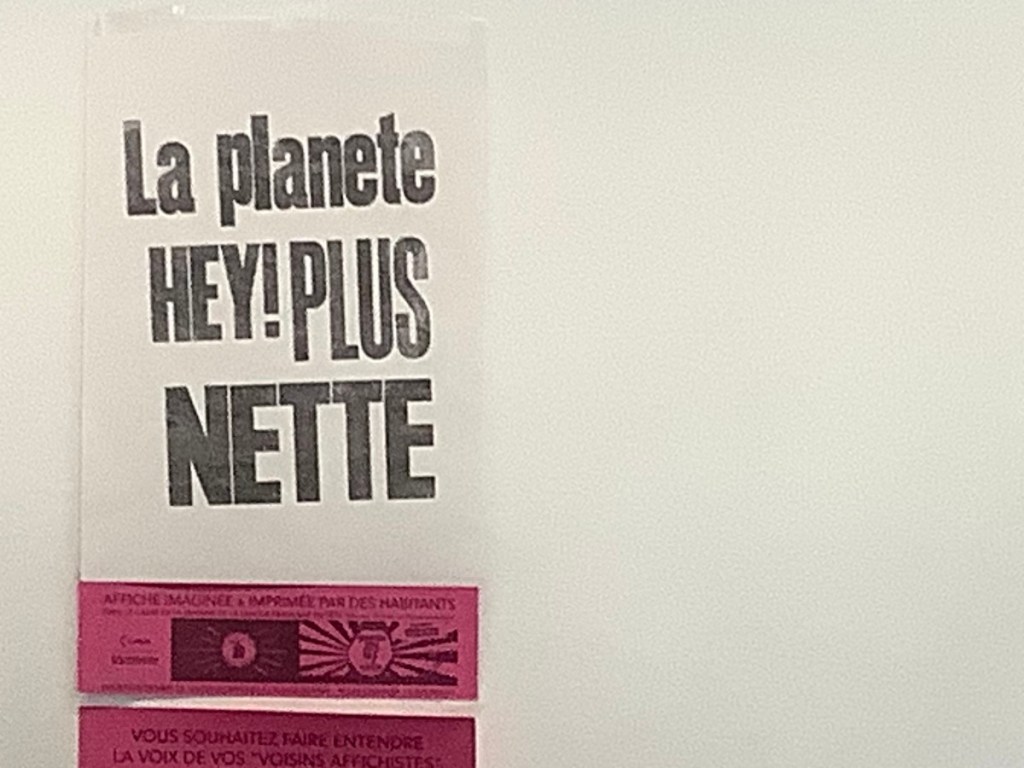 La planete
HEY! PLUS
NETTE
AFFICHE IMAGINÉE & IMPRIMÉE PAR DES HABITANTS
VOUS SOUHAITEZ FAIRE ENTENDRE
LA VOIX DE VOS "VOISINS AFFICHISTES"